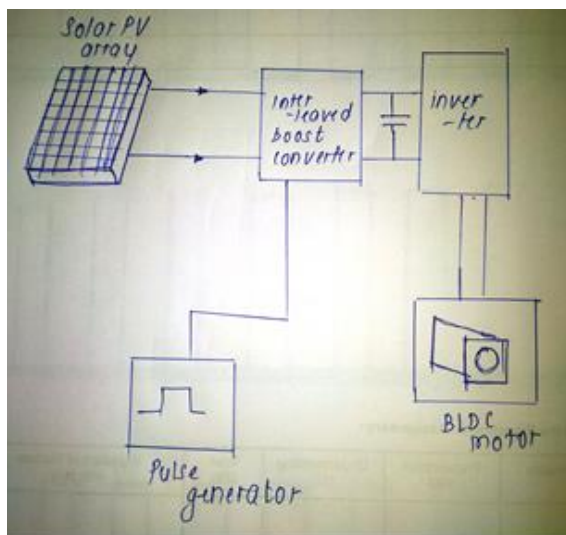 Solar PV
array
inter
-leaved
boost
converter
inver
-ter
BLDC
motor
Pulse
generator